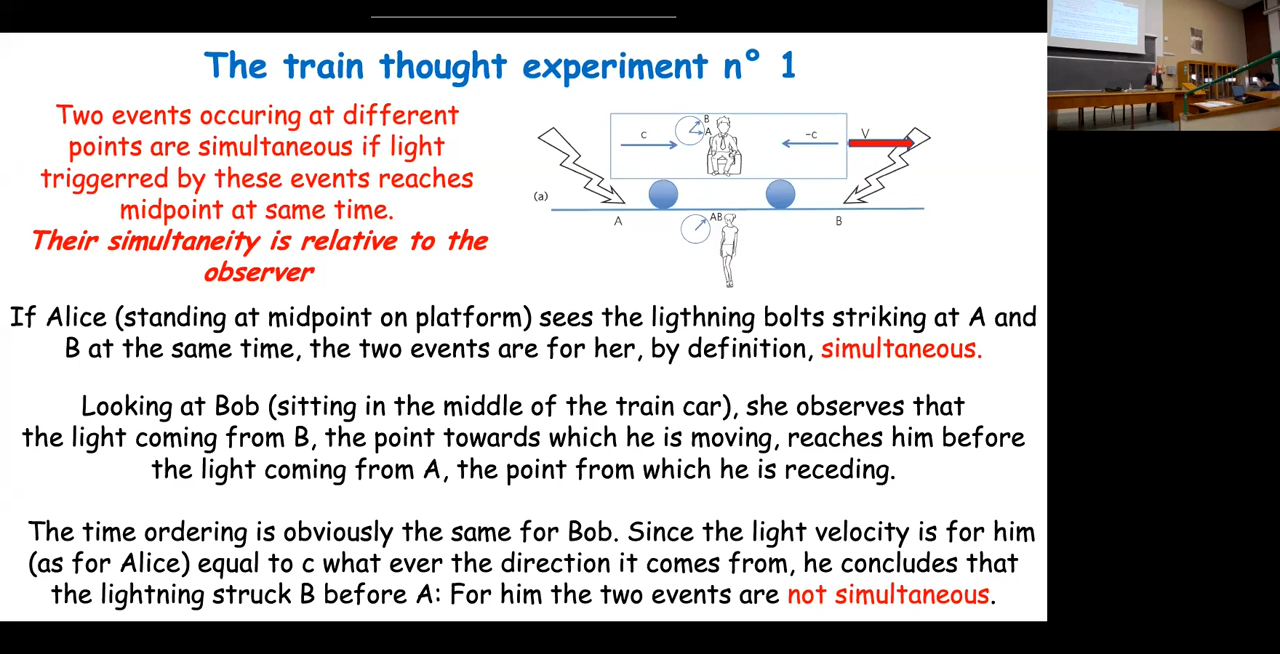 The train thought experiment n° 1
Two events occuring at different
points are simultaneous if light
triggerred by these events reaches
midpoint at same time.
Their simultaneity is relative to the
observer
B
A
c
-c
V
(a)
A
AB
B
If Alice (standing at midpoint on platform) sees the ligthning bolts striking at A and
B at the same time, the two events are for her, by definition, simultaneous.
Looking at Bob (sitting in the middle of the train car), she observes that
the light coming from B, the point towards which he is moving, reaches him before
the light coming from A, the point from which he is receding.
The time ordering is obviously the same for Bob. Since the light velocity is for him
(as for Alice) equal to c what ever the direction it comes from, he concludes that
the lightning struck B before A: For him the two events are not simultaneous.